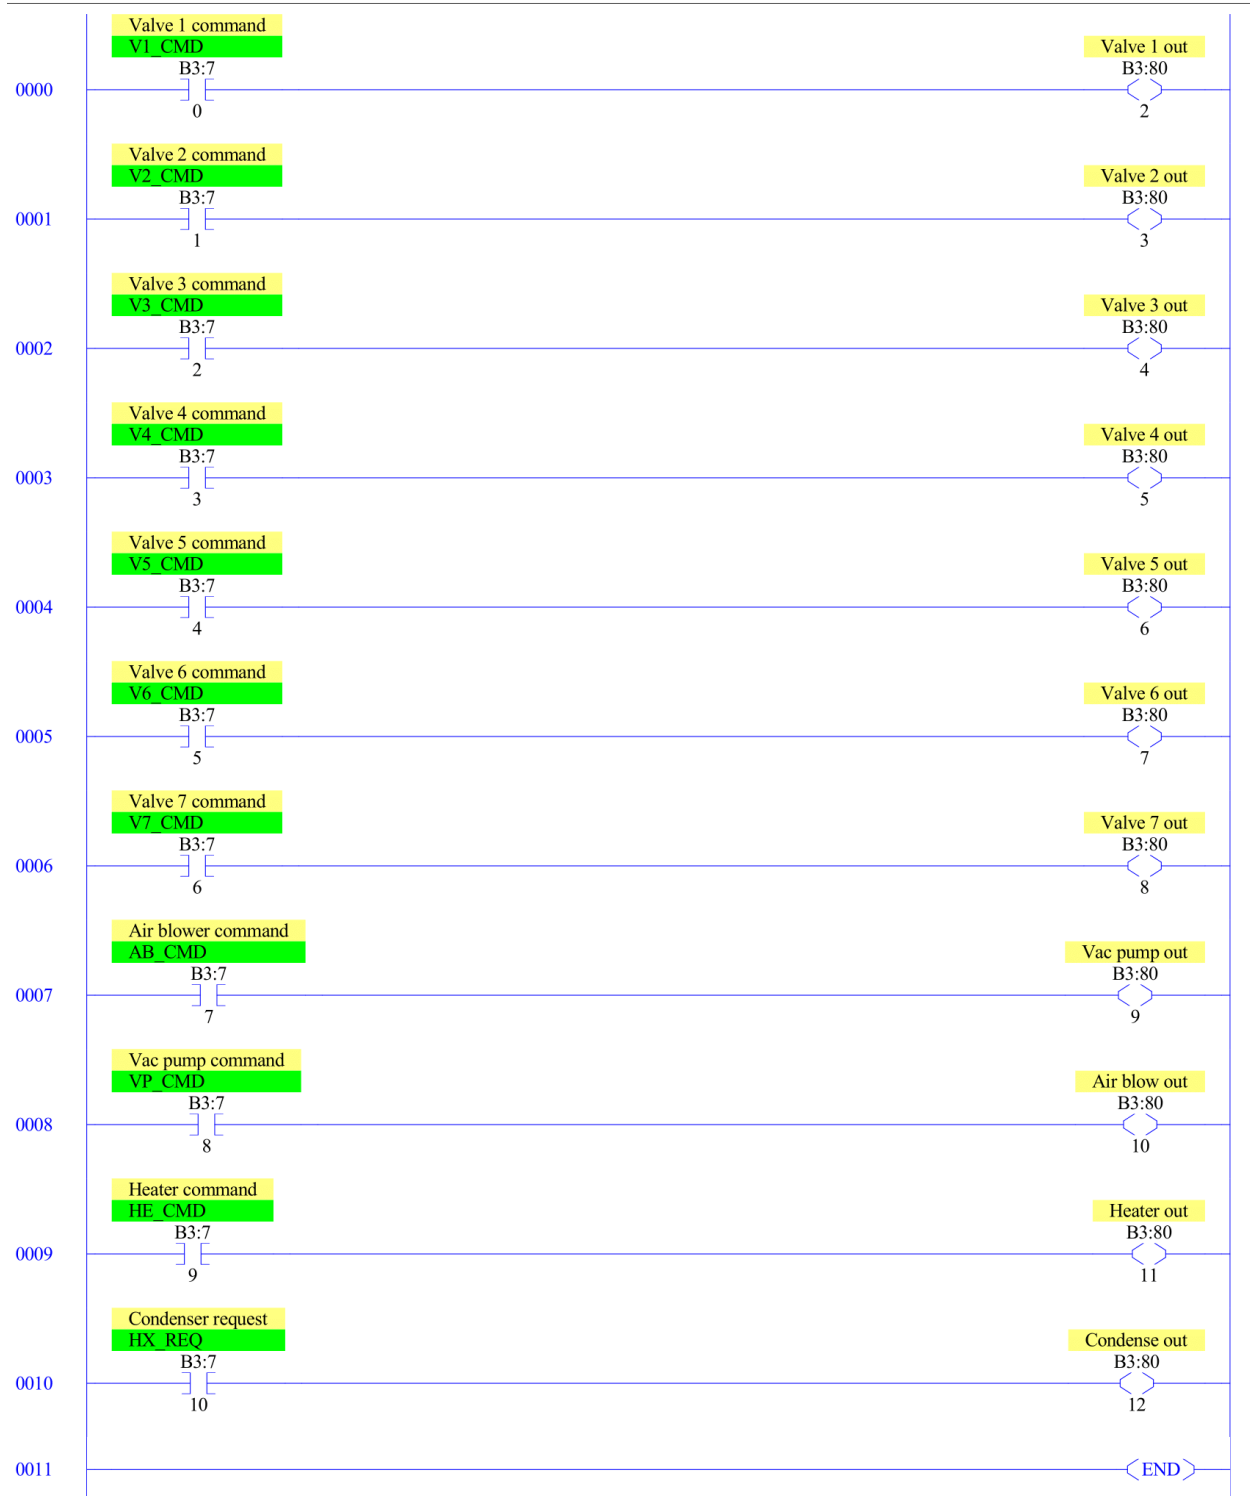 Valve 1 command
V1_CMD
Valve 1 out
B3:7
B3:80
0000
0
2
Valve 2 command
V2_CMD
Valve 2 out
B3:7
B3:80
0001
1
3
Valve 3 command
V3_CMD
Valve 3 out
B3:7
B3:80
0002
2
4
Valve 4 command
V4_CMD
Valve 4 out
B3:7
B3:80
0003
3
5
Valve 5 command
V5_CMD
Valve 5 out
B3:7
B3:80
0004
4
6
Valve 6 command
V6_CMD
Valve 6 out
B3:7
B3:80
0005
5
7
Valve 7 command
V7_CMD
Valve 7 out
B3:7
B3:80
0006
6
8
Air blower command
AB_CMD
Vac pump out
B3:7
B3:80
0007
7
9
Vac pump command
VP_CMD
Air blow out
B3:7
B3:80
0008
8
10
Heater command
HE_CMD
Heater out
B3:7
B3:80
0009
9
11
Condenser request
HX_REQ
Condense out
B3:7
B3:80
0010
10
12
0011
END